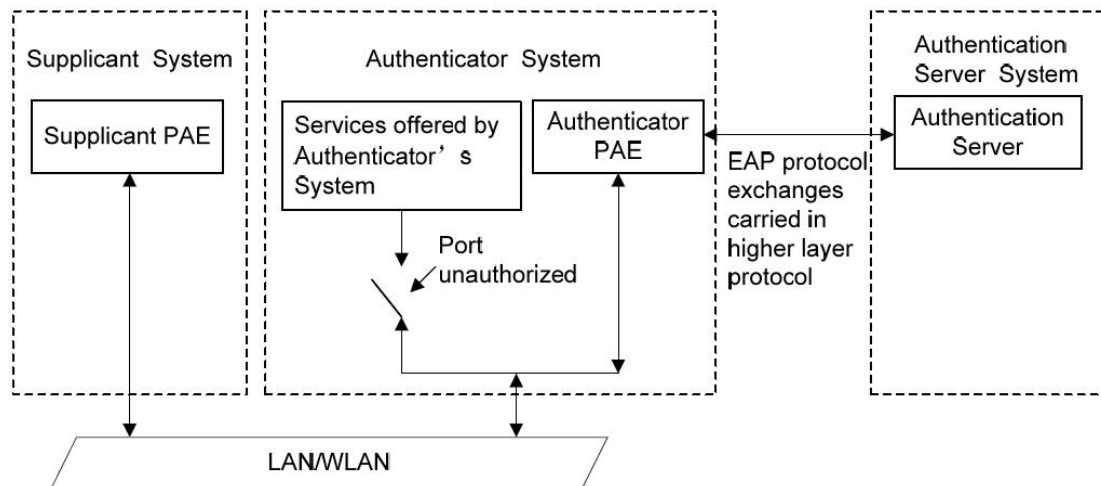 Supplicant System
Supplicant PAE
Authenticator System
Services offered by
Authenticator's
System
Authenticator
PAE
Port
unauthorized
EAP protocol
exchanges
carried in
higher layer
protocol
Authentication
Server System
Authentication
Server
LAN/WLAN